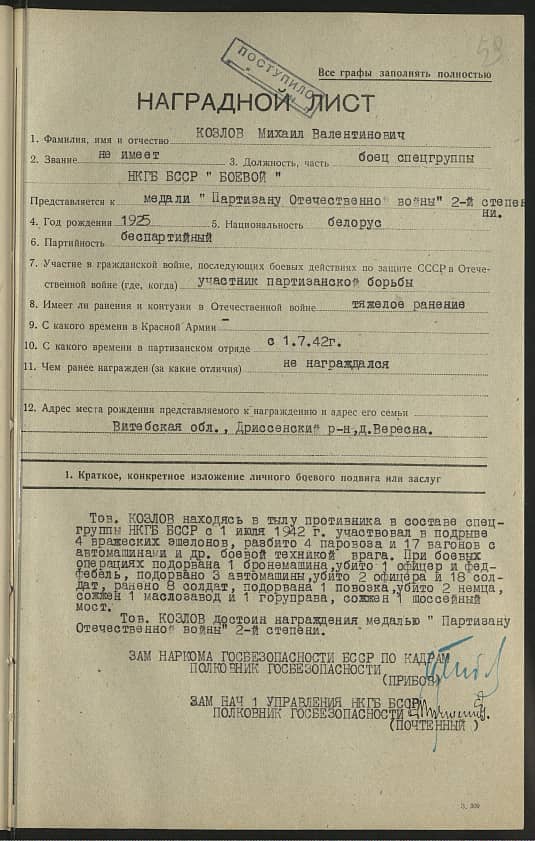 59
ПОСТУПИЛО
Все графы заполнять полностью
НАГРАДНОЙ ЛИСТ
1. Фамилия, имя и отчество КОЗЛОВ Михаил Валентинович
2. Звание не имеет 3. Должность, часть боец спецгруппы
НКГБ БССР " БОЕВОЙ "
Представляется к медали " Партизану Отечественно войны" 2-й степен
ни.
4. Год рождения 1925 5. Национальность белорус
6. Партийность беспартийный
7. Участие в гражданской войне, последующих боевых действиях по защите СССР в Отече-
ственной войне (где, когда) участник партизанской борьбы
8. Имеет ли ранения и контузии в Отечественной войне тяжелое ранение
9. С какого времени в Красной Армии –
10. С какого времени в партизанском отряде с 1.7.42г.
11. Чем ранее награжден (за какие отличия) не награждался
12. Адрес места рождения представляемого к награждению и адрес его семьи
Витебская обл., Дриссенский р-н,д.Вересна.
1. Краткое, конкретное изложение личного боевого подвига или заслуг
Тов. КОЗЛОВ находясь в тылу противника в составе спец-
группы НКГБ БССР с 1 июля 1942 г. участвовал в подрыве
4 вражеских эшелонов, разбито 4 паровоза и 17 вагонов с
автомашинами и др. боевой техникой врага. При боевых
операциях подорвана 1 бронемашина,убито 1 офицер и фед-
фебель, подорвано 3 автомашины,убито 2 офицера и 18 сол-
дат, ранено 8 солдат, подорвана 1 повозка,убито 2 немца,
сожжен 1 маслозавод и 1 горуправа, сожжен 1 шоссейный
мост.
Тов. КОЗЛОВ достоин награждения медалью " Партизану
Отечественной войны" 2-й степени.
ЗАМ НАРКОМА ГОСБЕЗОПАСНОСТИ БССР ПО КАДРАМ
ПОЛКОВНИК ГОСБЕЗОПАСНОСТИ
(ПРИБОВ)
ЗАМ НАЧ 1 УПРАВЛЕНИЯ НКГБ БССР
ПОЛКОВНИК ГОСБЕЗОПАСНОСТИ
(ПОЧТЕННЫЙ )
З. 309